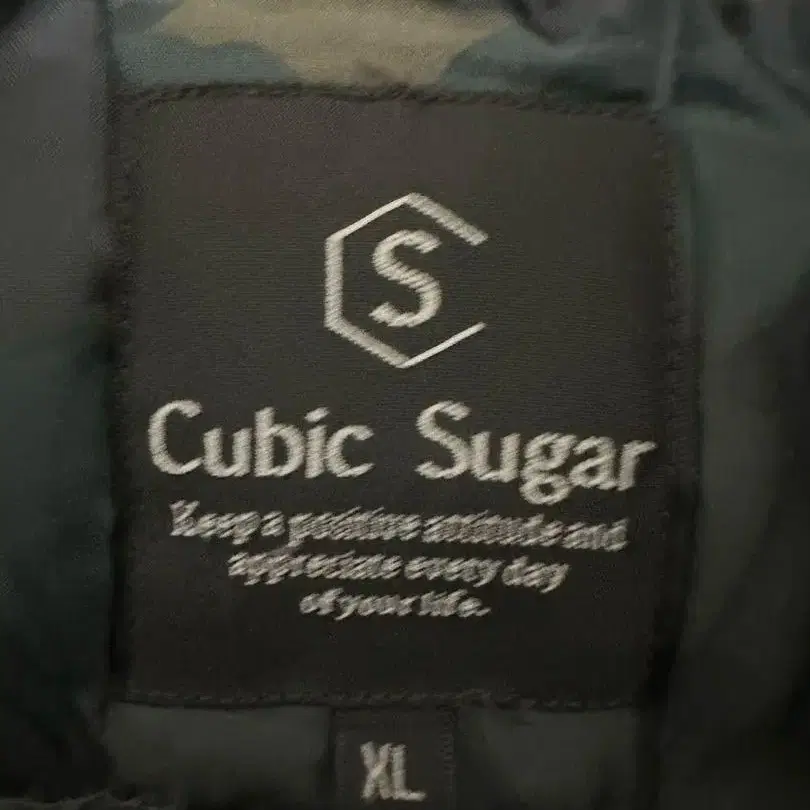 S
Cubic Sugar
Keep a positive attitude and
appreciate every day
of your life.
XL